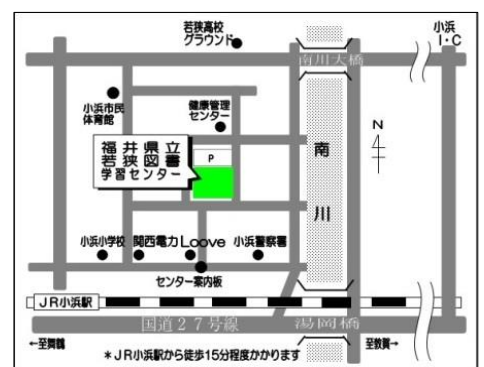 若狭高校
グラウンド
小浜
I・C
南川大橋
小浜市民
体育館
健康管理
センター
N
福井県立
若狭図書
学習センター
P
南
川
小浜小学校
関西電力
Loove
小浜警察署
センター案内板
JR小浜駅
国道27号線
湯岡橋
←至舞鶴
至敦賀→
*JR小浜駅から徒歩15分程度かかります